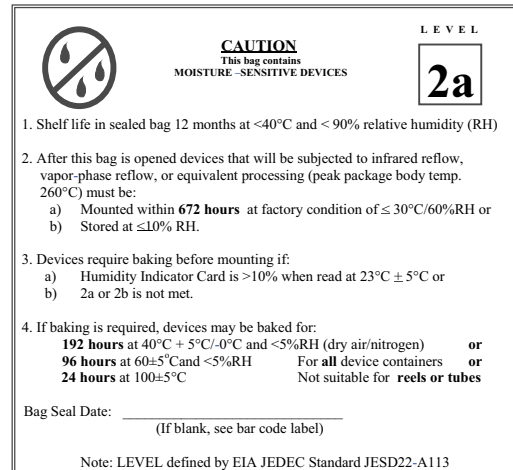 LEVEL
CAUTION
This bag contains
MOISTURE –SENSITIVE DEVICES
2a
1. Shelf life in sealed bag 12 months at <40°C and < 90% relative humidity (RH)
2. After this bag is opened devices that will be subjected to infrared reflow,
vapor-phase reflow, or equivalent processing (peak package body temp.
260°C) must be:
a) Mounted within 672 hours at factory condition of ≤ 30°C/60%RH or
b) Stored at ≤10% RH.
3. Devices require baking before mounting if:
a) Humidity Indicator Card is >10% when read at 23°C ± 5°C or
b) 2a or 2b is not met.
4. If baking is required, devices may be baked for:
192 hours at 40°C + 5°C/-0°C and <5%RH (dry air/nitrogen) or
96 hours at 60±5°Cand <5%RH For all device containers or
24 hours at 100±5°C Not suitable for reels or tubes
Bag Seal Date: ______________________________
(If blank, see bar code label)
Note: LEVEL defined by EIA JEDEC Standard JESD22-A113